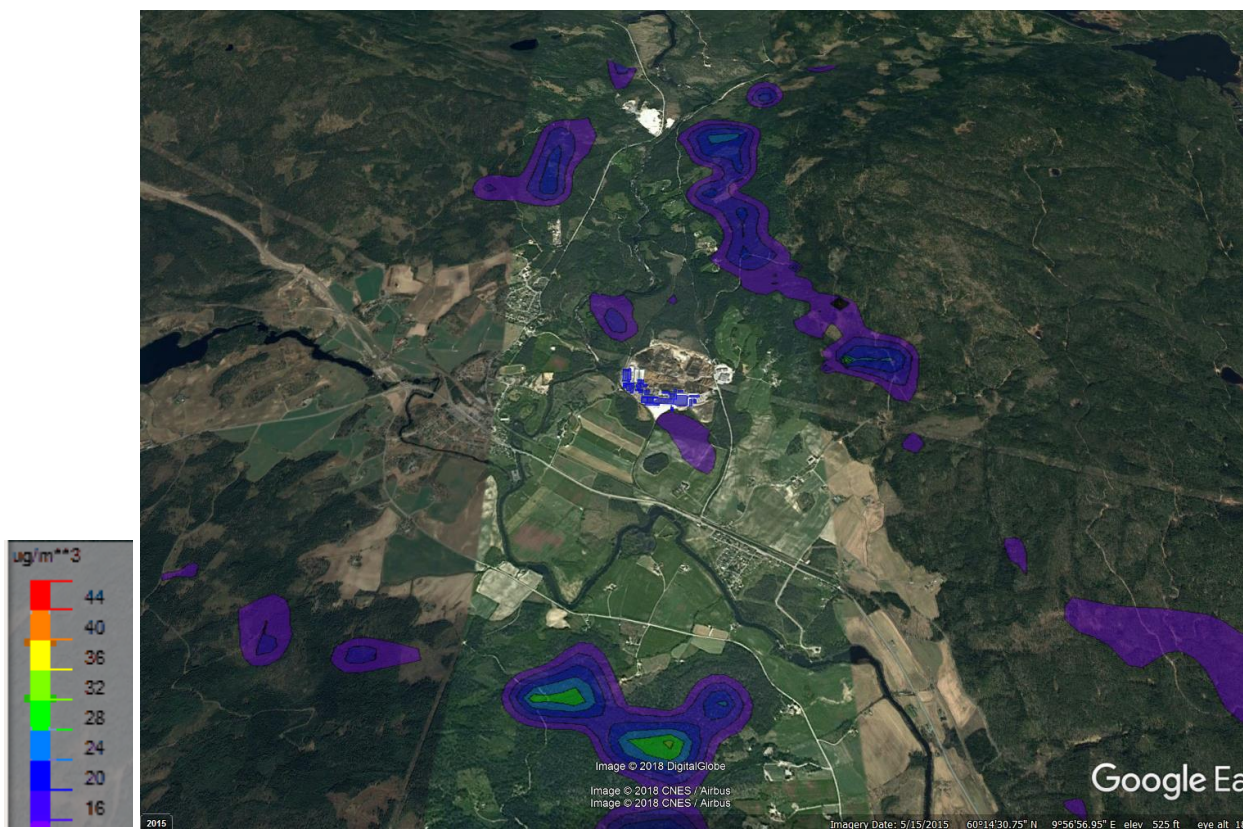 ug/m**3
44
40
36
32
28
24
20
16
Image © 2018 DigitalGlobe
Image © 2018 CNES / Airbus
Image © 2018 CNES / Airbus
Google Ea
2015
Imagery Date: 5/15/2015 60°14'30.75" N 9°56'56.95" E elev 525 ft eye alt 18